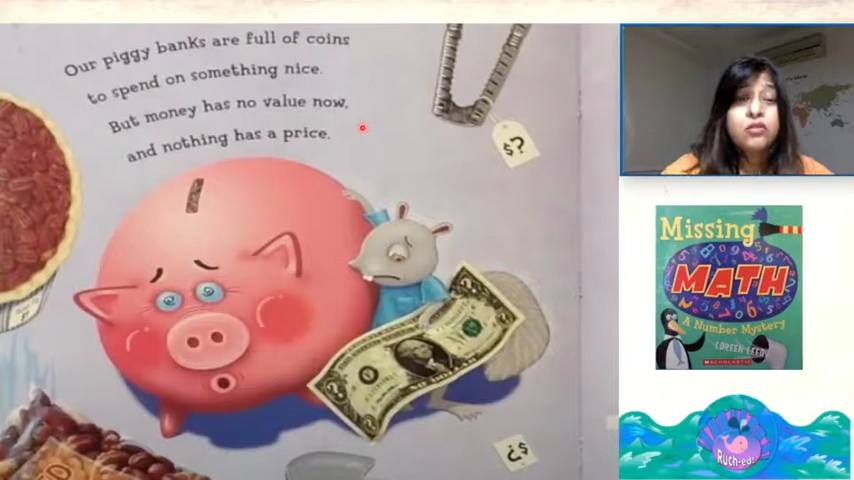 Our piggy banks are full of coins
to spend on something nice.
But money has no value now,
and nothing has a price.
$?
¿$
Missing
MATH
A Number Mystery
LOREEN LEEDY
SCHOLASTIC
Ruch-ed!